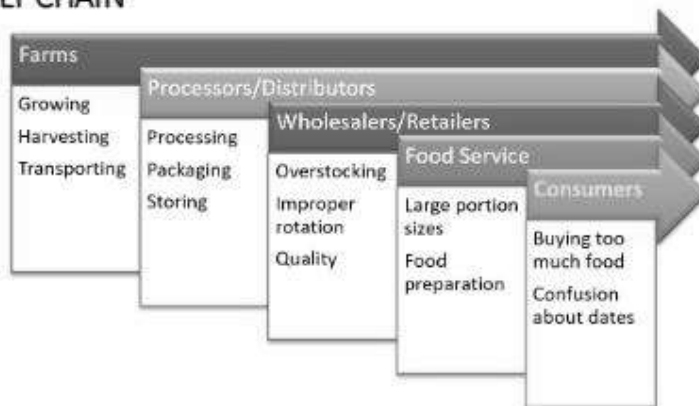 CHAIN
Farms
Growing
Harvesting
Transporting
Processors/Distributors
Processing
Packaging
Storing
Wholesalers/Retailers
Overstocking
Improper
rotation
Quality
Food Service
Large portion
sizes
Food
preparation
Consumers
Buying too
much food
Confusion
about dates